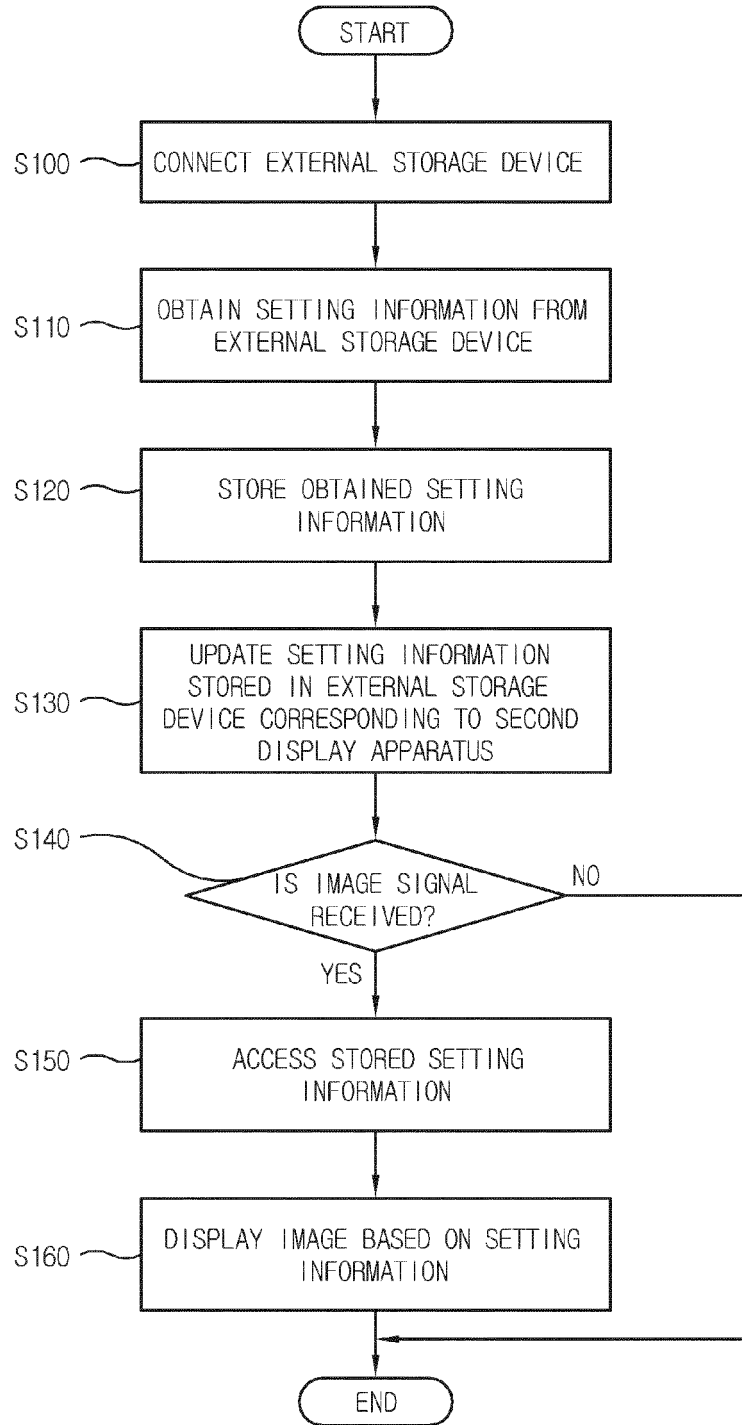 START
S100
CONNECT EXTERNAL STORAGE DEVICE
S110
OBTAIN SETTING INFORMATION FROM
EXTERNAL STORAGE DEVICE
S120
STORE OBTAINED SETTING
INFORMATION
S130
UPDATE SETTING INFORMATION
STORED IN EXTERNAL STORAGE
DEVICE CORRESPONDING TO SECOND
DISPLAY APPARATUS
S140
IS IMAGE SIGNAL
RECEIVED?
NO
YES
S150
ACCESS STORED SETTING
INFORMATION
S160
DISPLAY IMAGE BASED ON SETTING
INFORMATION
END